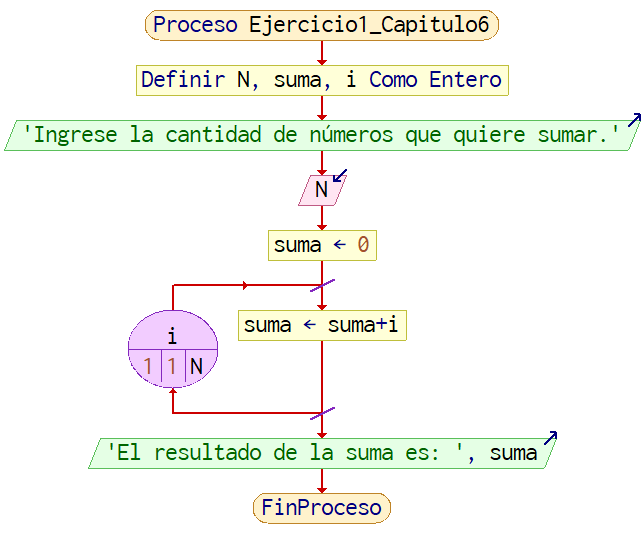 Proceso Ejercicio1_Capitulo6
Definir N, suma, i Como Entero
'Ingrese la cantidad de números que quiere sumar.'
N
suma ← 0
suma ← suma+i
i
1 1 N
'El resultado de la suma es: ', suma
FinProceso